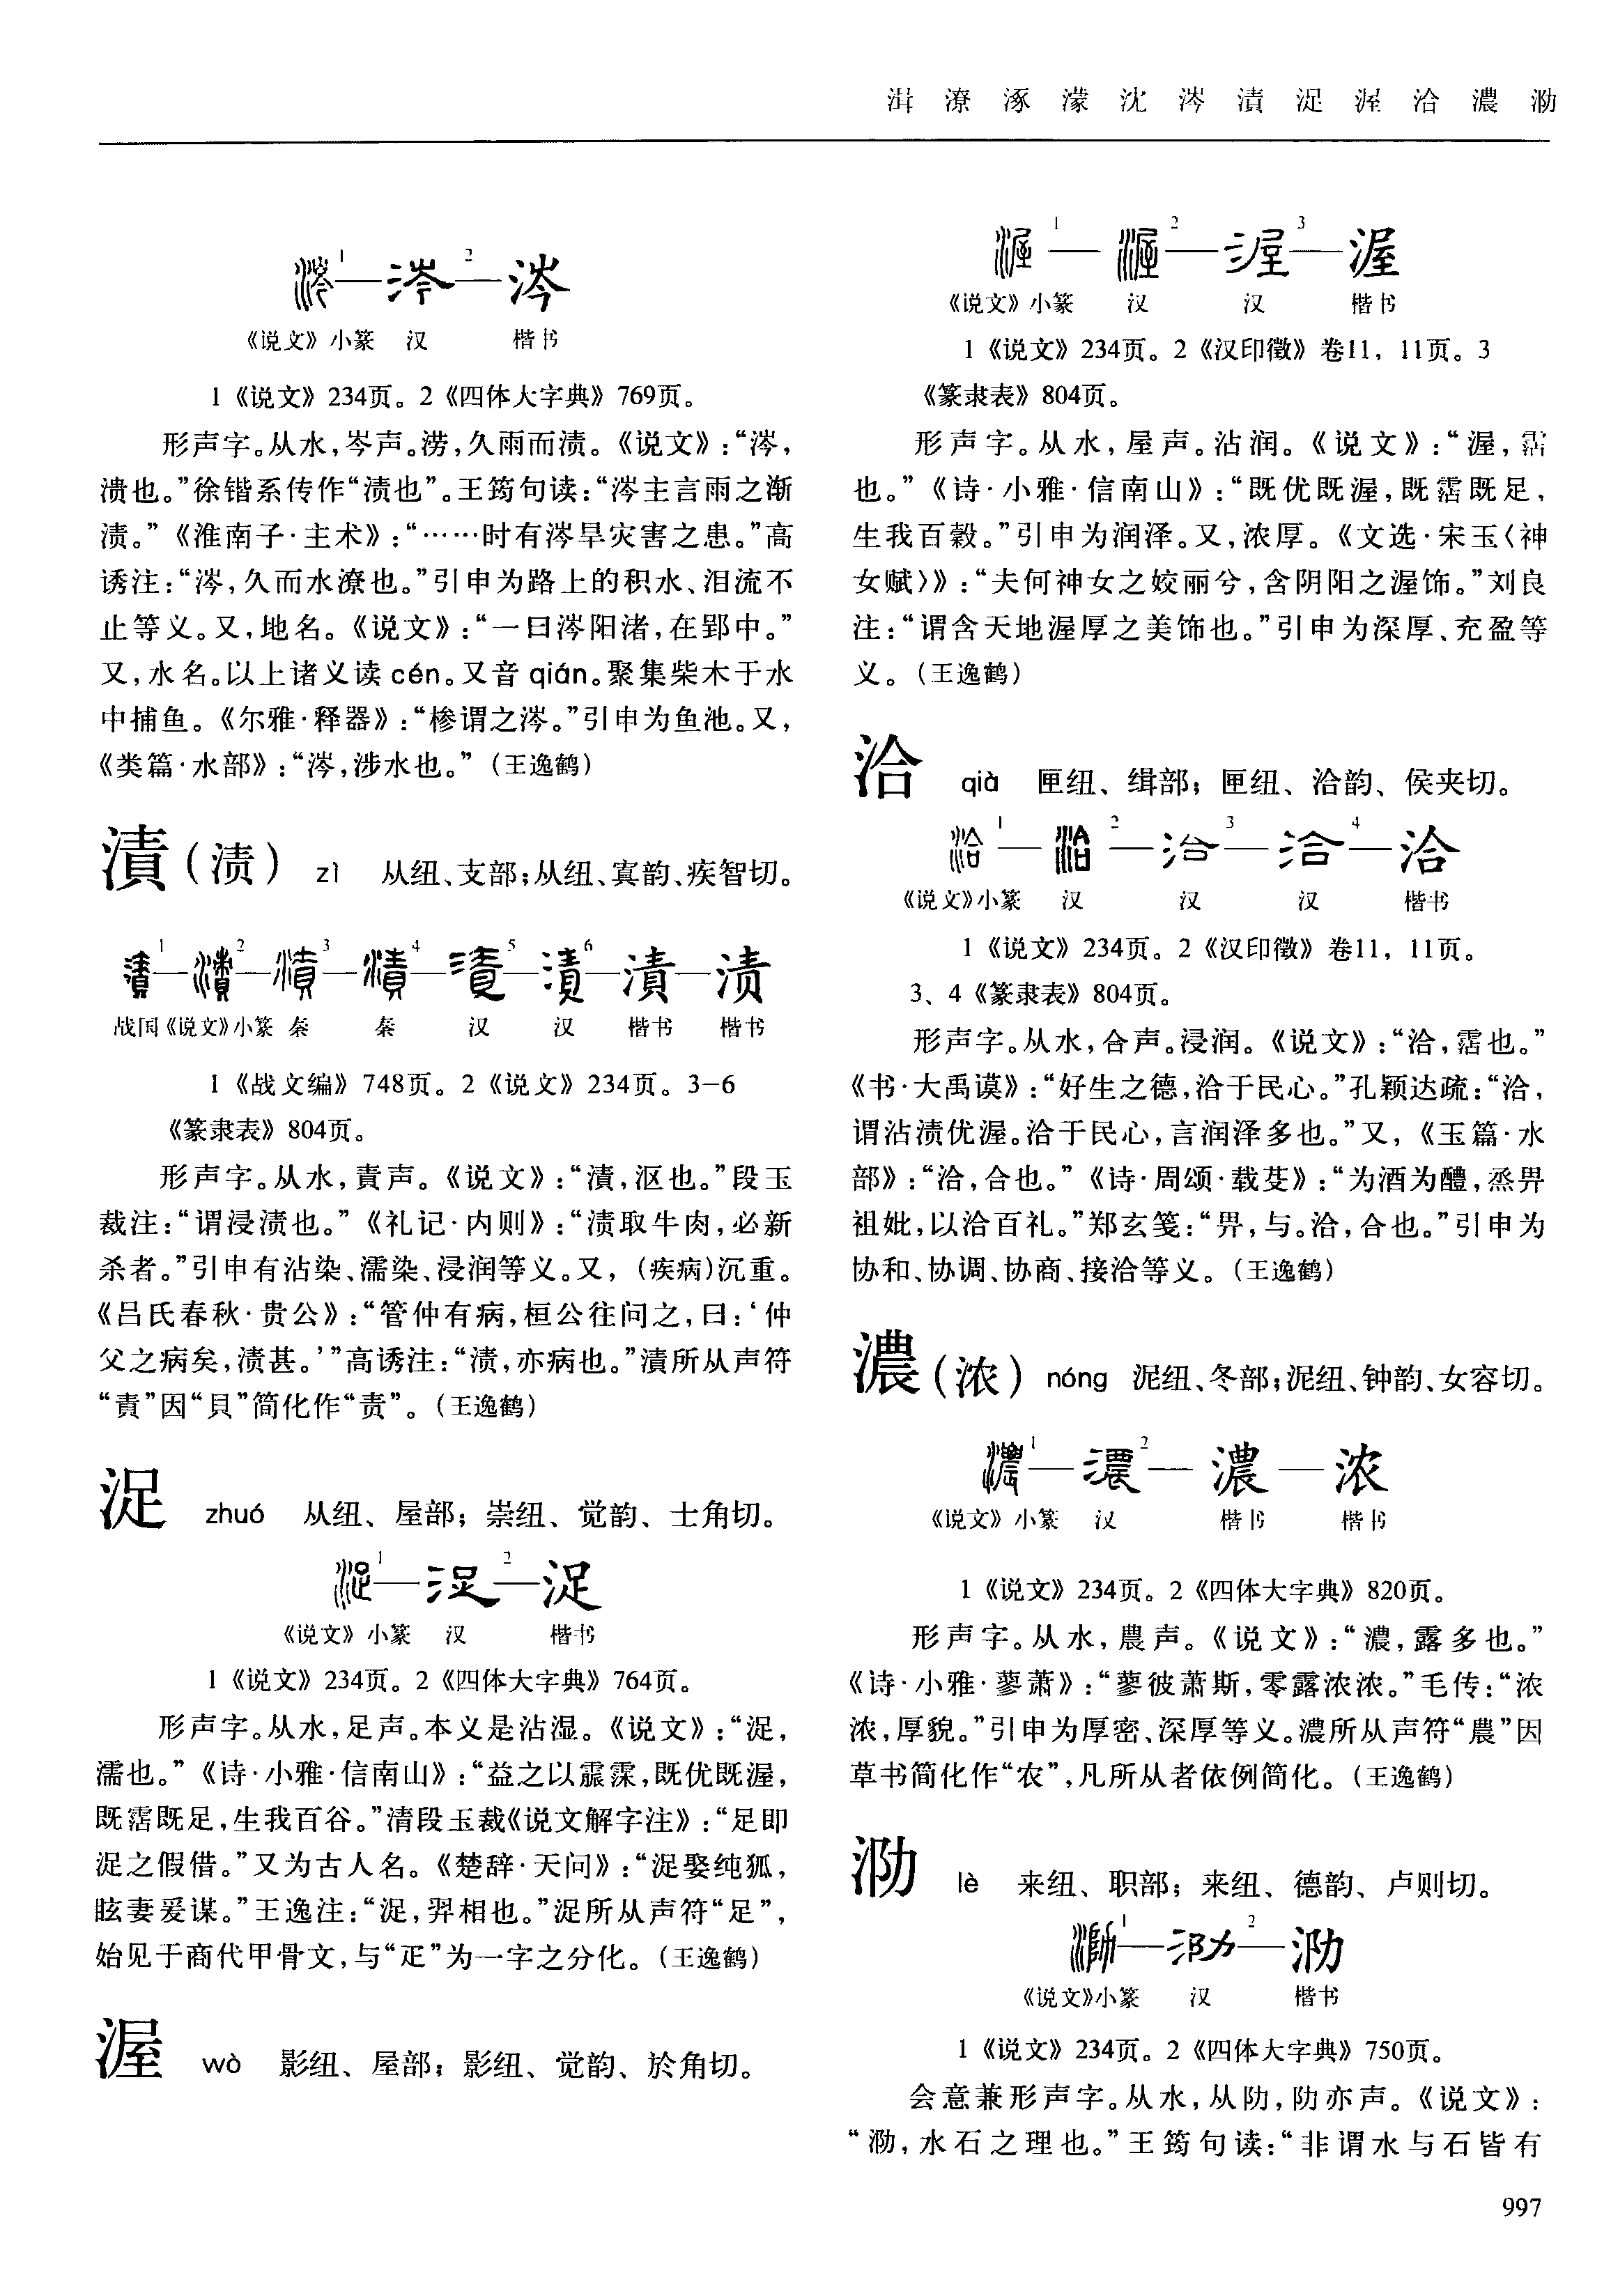 湒 潦 涿 濛 沈 涔 漬 浞 渥 洽 濃 泐
1 2
涔—涔—涔
《说文》小篆 汉 楷书
1《说文》234页。2《四体大字典》769页。
形声字。从水，岑声。涝，久雨而渍。《说文》：“涔，
渍也。”徐锴系传作“渍也”。王筠句读：“涔主言雨之渐
渍。”《淮南子·主术》：“……时有涔旱灾害之患。”高
诱注：“涔，久而水潦也。”引申为路上的积水、泪流不
止等义。又，地名。《说文》：“一曰涔阳渚，在郢中。”
又，水名。以上诸义读 cén。又音 qián。聚集柴木于水
中捕鱼。《尔雅·释器》：“椮谓之涔。”引申为鱼池。又，
《类篇·水部》：“涔，涉水也。”（王逸鹤）
漬（渍） zì 从纽、支部；从纽、寘韵、疾智切。
1 2 3 4 5 6
漬—漬—漬—漬—漬—漬—漬—渍
战国《说文》小篆 秦 秦 汉 汉 楷书 楷书
1《战文编》748页。2《说文》234页。3-6
《篆隶表》804页。
形声字。从水，責声。《说文》：“漬，沤也。”段玉
裁注：“谓浸渍也。”《礼记·内则》：“渍取牛肉，必新
杀者。”引申有沾染、濡染、浸润等义。又，（疾病）沉重。
《吕氏春秋·贵公》：“管仲有病，桓公往问之，曰：‘仲
父之病矣，渍甚。’”高诱注：“渍，亦病也。”漬所从声符
“責”因“貝”简化作“责”。（王逸鹤）
浞 zhuó 从纽、屋部；崇纽、觉韵、士角切。
1 2
浞—浞—浞
《说文》小篆 汉 楷书
1《说文》234页。2《四体大字典》764页。
形声字。从水，足声。本义是沾湿。《说文》：“浞，
濡也。”《诗·小雅·信南山》：“益之以霡霂，既优既渥，
既霑既足，生我百谷。”清段玉裁《说文解字注》：“足即
浞之假借。”又为古人名。《楚辞·天问》：“浞娶纯狐，
眩妻爰谋。”王逸注：“浞，羿相也。”浞所从声符“足”，
始见于商代甲骨文，与“疋”为一字之分化。（王逸鹤）
渥 wò 影纽、屋部；影纽、觉韵、於角切。
1 2 3
渥—渥—渥—渥
《说文》小篆 汉 汉 楷书
1《说文》234页。2《汉印徵》卷11，11页。3
《篆隶表》804页。
形声字。从水，屋声。沾润。《说文》：“渥，霑
也。”《诗·小雅·信南山》：“既优既渥，既霑既足，
生我百穀。”引申为润泽。又，浓厚。《文选·宋玉〈神
女赋〉》：“夫何神女之姣丽兮，含阴阳之渥饰。”刘良
注：“谓含天地渥厚之美饰也。”引申为深厚、充盈等
义。（王逸鹤）
洽 qià 匣纽、缉部；匣纽、洽韵、侯夹切。
1 2 3 4
洽—洽—洽—洽—洽
《说文》小篆 汉 汉 汉 楷书
1《说文》234页。2《汉印徵》卷11，11页。
3、4《篆隶表》804页。
形声字。从水，合声。浸润。《说文》：“洽，霑也。”
《书·大禹谟》：“好生之德，洽于民心。”孔颖达疏：“洽，
谓沾渍优渥。洽于民心，言润泽多也。”又，《玉篇·水
部》：“洽，合也。”《诗·周颂·载芟》：“为酒为醴，烝畀
祖妣，以洽百礼。”郑玄笺：“畀，与。洽，合也。”引申为
协和、协调、协商、接洽等义。（王逸鹤）
濃（浓） nóng 泥纽、冬部；泥纽、钟韵、女容切。
1 2
濃—濃—濃—浓
《说文》小篆 汉 楷书 楷书
1《说文》234页。2《四体大字典》820页。
形声字。从水，農声。《说文》：“濃，露多也。”
《诗·小雅·蓼萧》：“蓼彼萧斯，零露浓浓。”毛传：“浓
浓，厚貌。”引申为厚密、深厚等义。濃所从声符“農”因
草书简化作“农”，凡所从者依例简化。（王逸鹤）
泐 lè 来纽、职部；来纽、德韵、卢则切。
1 2
泐—泐—泐
《说文》小篆 汉 楷书
1《说文》234页。2《四体大字典》750页。
会意兼形声字。从水，从阞，阞亦声。《说文》：
“泐，水石之理也。”王筠句读：“非谓水与石皆有
997